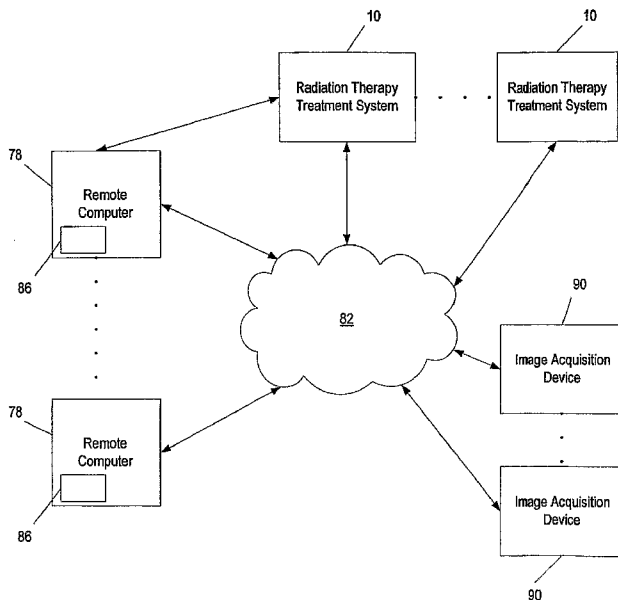 10
10
Radiation Therapy
Treatment System
Radiation Therapy
Treatment System
78
Remote
Computer
86
82
90
Image Acquisition
Device
78
Remote
Computer
86
Image Acquisition
Device
90